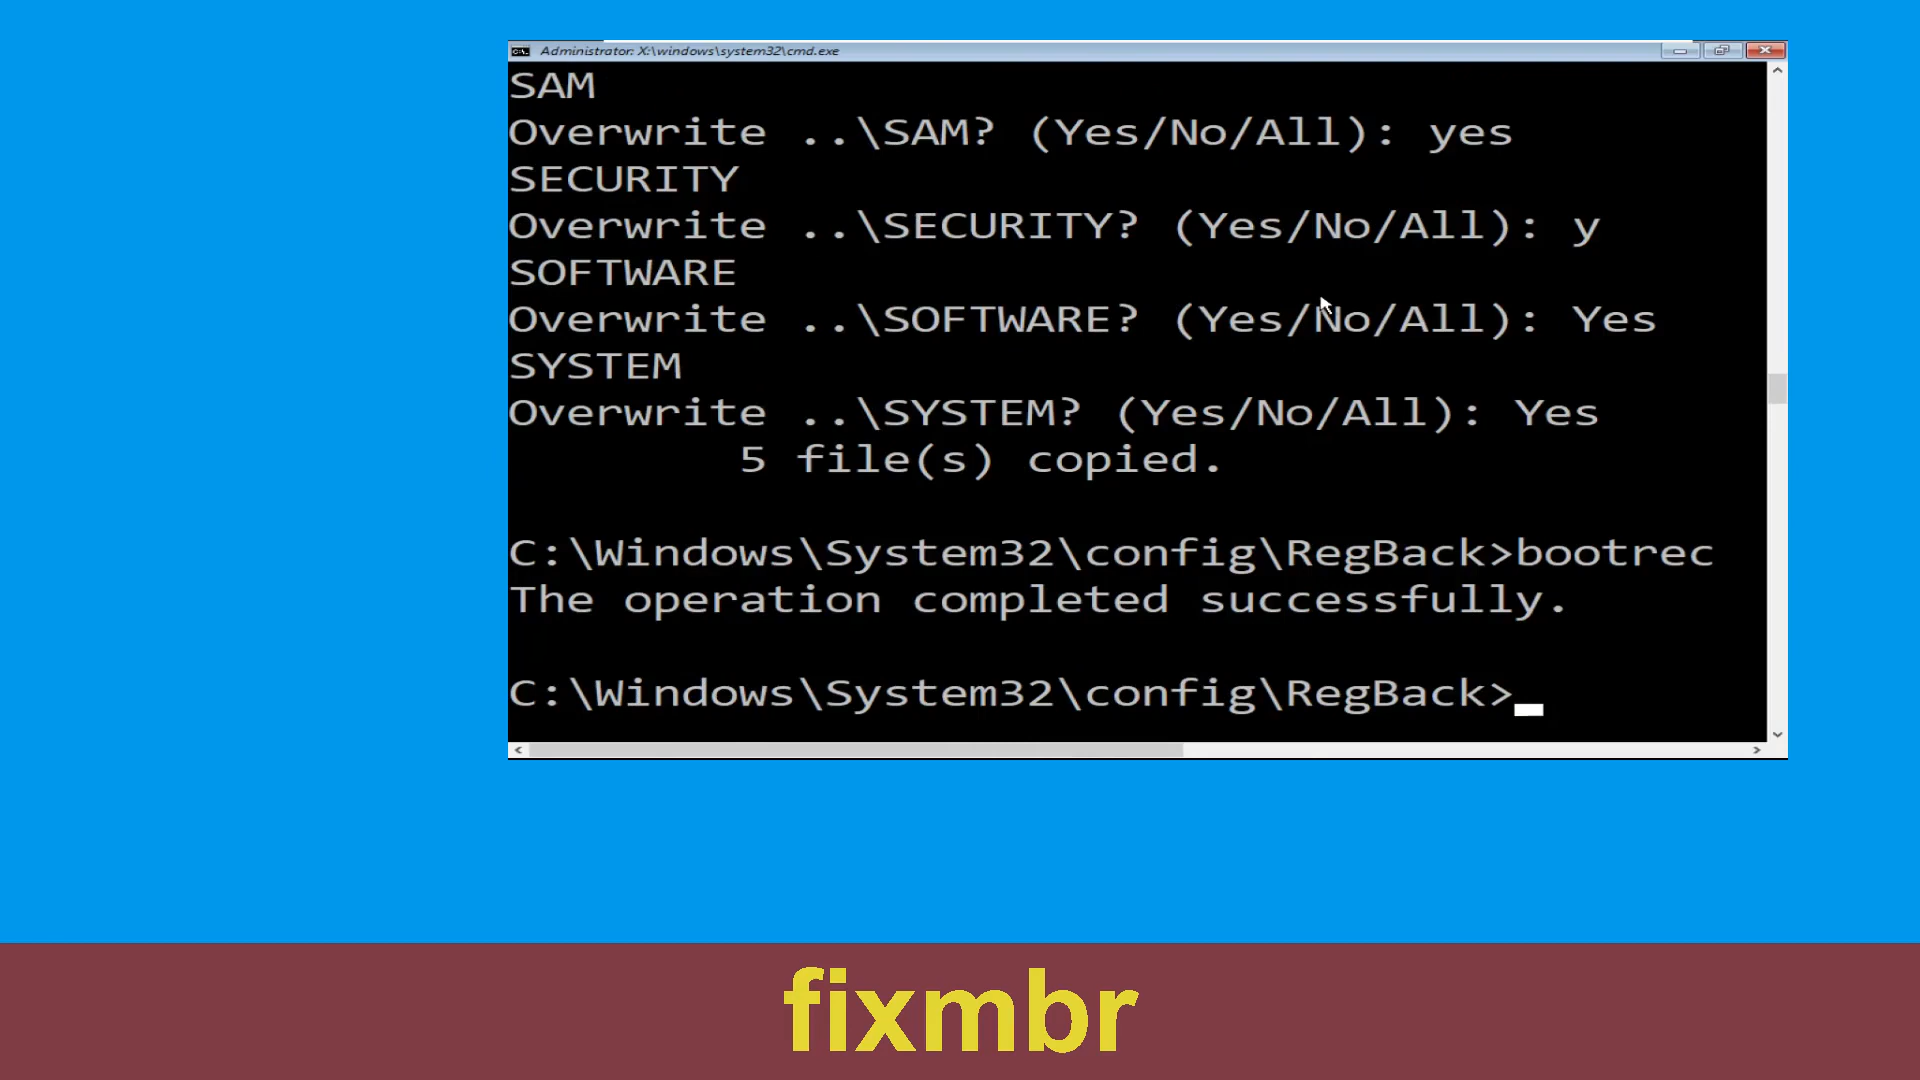 Administrator: X:\windows\system32\cmd.exe
SAM
Overwrite ..\SAM? (Yes/No/All): yes
SECURITY
Overwrite ..\SECURITY? (Yes/No/All): y
SOFTWARE
Overwrite ..\SOFTWARE? (Yes/No/All): Yes
SYSTEM
Overwrite ..\SYSTEM? (Yes/No/All): Yes
5 file(s) copied.
C:\Windows\System32\config\RegBack>bootrec
The operation completed successfully.
C:\Windows\System32\config\RegBack>
fixmbr